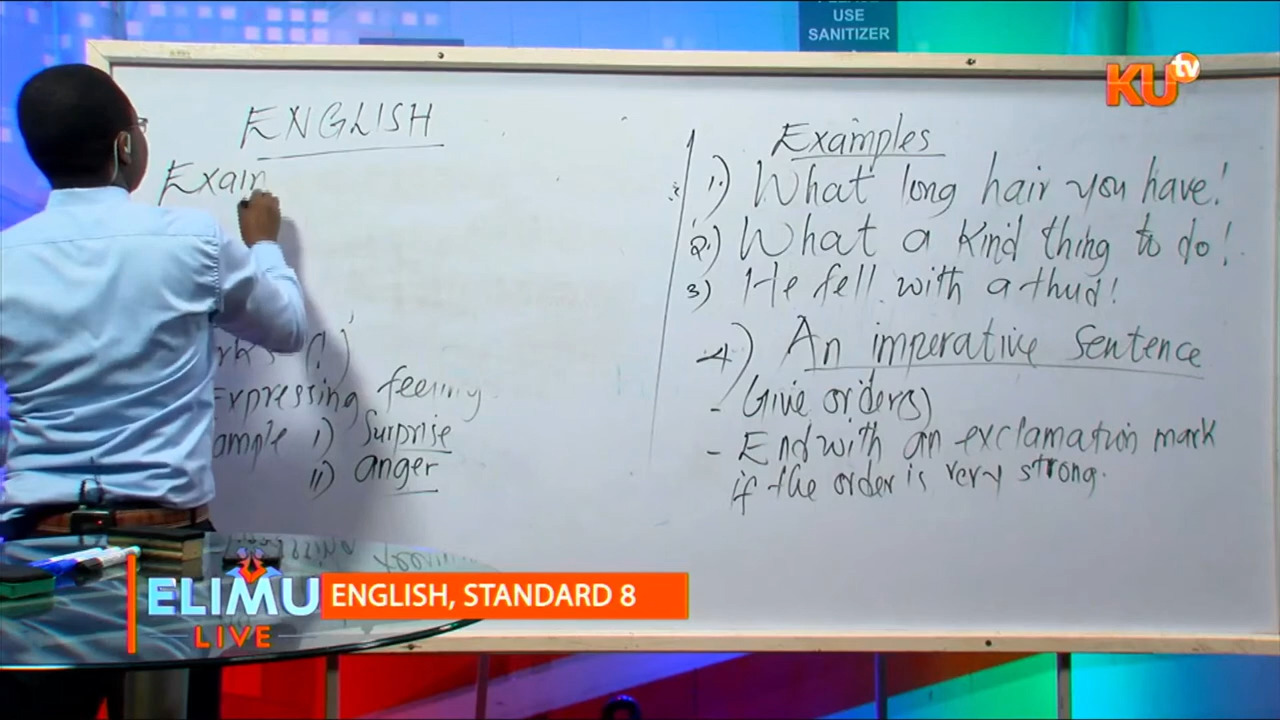 PLEASE
USE
SANITIZER
KU tv
ENGLISH
Exam
rks (!)
Expressing feeling
ample i) Surprise
ii) anger
Examples
1.) What long hair you have!
2.) What a kind thing to do!
3) He fell with a thud!
4) An imperative sentence
- Give orders)
- End with an exclamation mark
if the order is very strong.
ELIMU
LIVE
ENGLISH, STANDARD 8